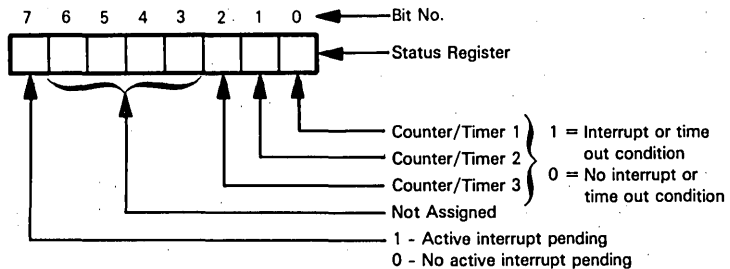 7 6 5 4 3 2 1 0 Bit No.
Status Register
Counter/Timer 1
Counter/Timer 2
Counter/Timer 3
1 = Interrupt or time
out condition
0 = No interrupt or
time out condition
Not Assigned
1 - Active interrupt pending
0 - No active interrupt pending